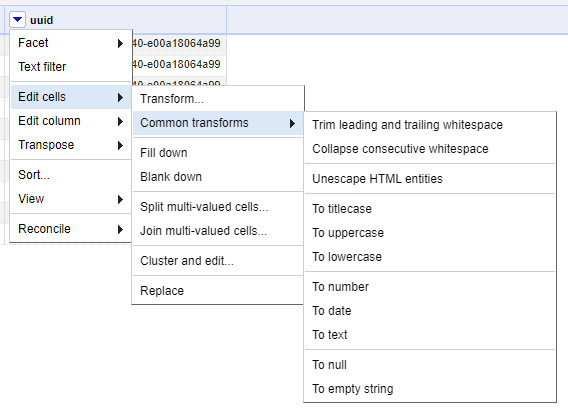 uuid
Facet
Text filter
Edit cells
Edit column
Transpose
Sort...
View
Reconcile
40-e00a18064a99
40-e00a18064a99
40-e00a18064a99
Transform...
Common transforms
Fill down
Blank down
Split multi-valued cells...
Join multi-valued cells...
Cluster and edit...
Replace
Trim leading and trailing whitespace
Collapse consecutive whitespace
Unescape HTML entities
To titlecase
To uppercase
To lowercase
To number
To date
To text
To null
To empty string